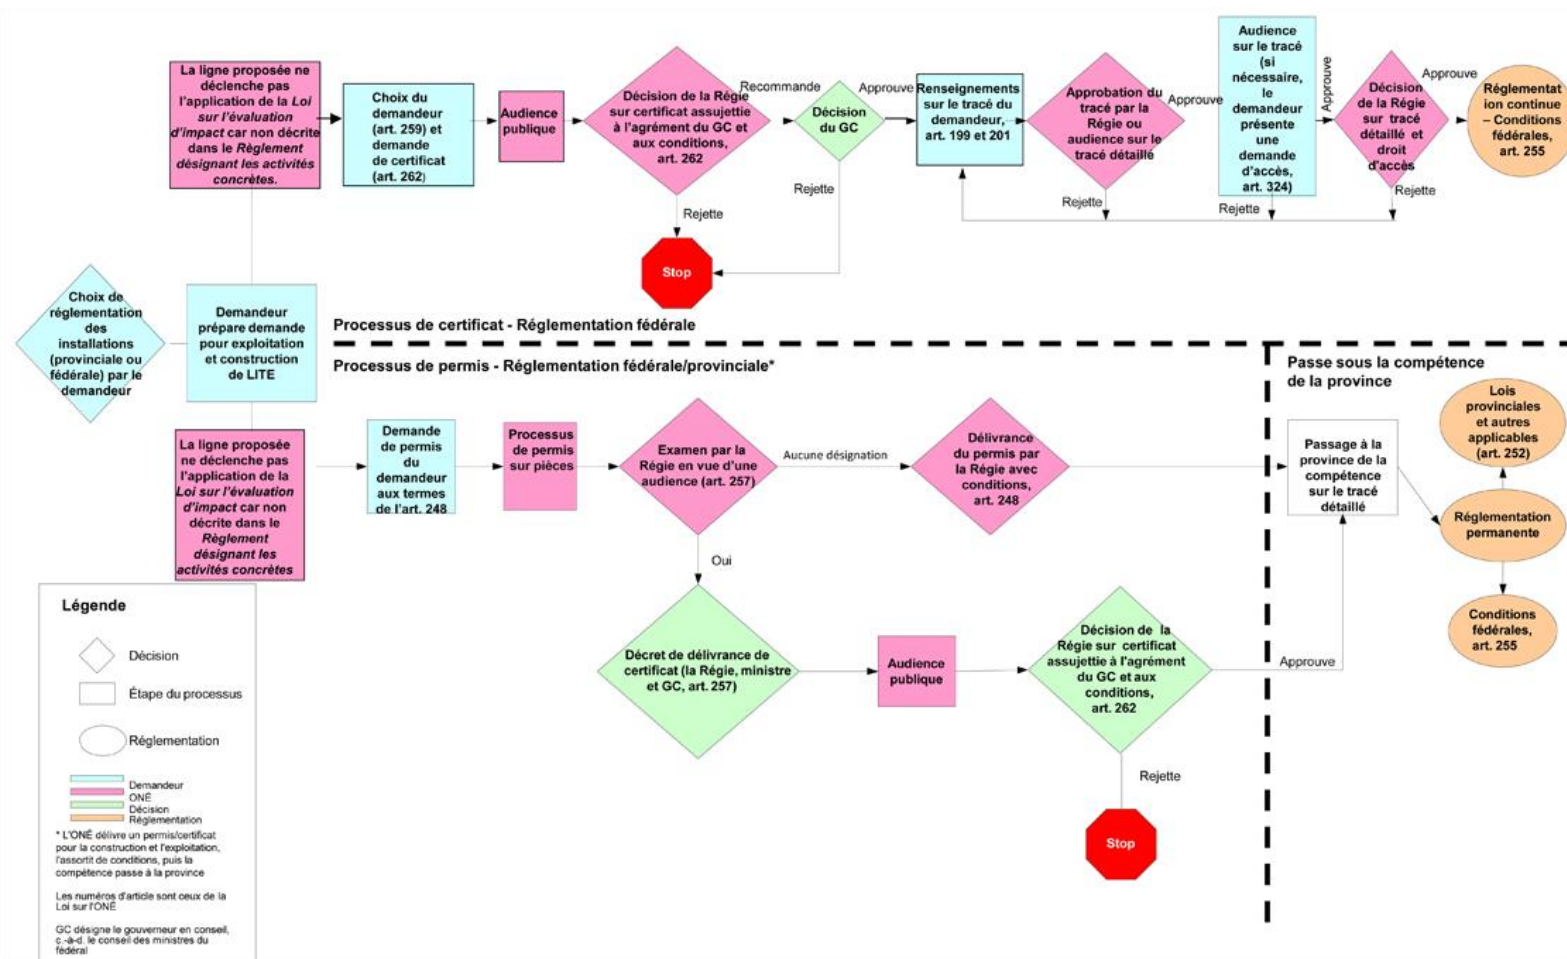 La ligne proposée ne
déclenche pas
l'application de la Loi
sur l'évaluation
d'impact car non décrite
dans le Règlement
désignant les activités
concrètes.
Choix du
demandeur
(art. 259) et
demande
de certificat
(art. 262)
Audience
publique
Décision de la Régie
sur certificat assujettie
à l'agrément du GC et
aux conditions,
art. 262
Recommande
Rejette
Décision
du GC
Approuve
Rejette
Stop
Renseignements
sur le tracé du
demandeur,
art. 199 et 201
Approbation du
tracé par la
Régie ou
audience sur le
tracé détaillé
Approuve
Rejette
Audience
sur le tracé
(si
nécessaire,
le
demandeur
présente
une
demande
d'accès,
art. 324)
Approuve
Rejette
Décision
de la Régie
sur tracé
détaillé et
droit
d'accès
Approuve
Rejette
Réglementat
ion continue
– Conditions
fédérales,
art. 255
Choix de
réglementation
des
installations
(provinciale ou
fédérale) par le
demandeur
Demandeur
prépare demande
pour exploitation
et construction
de LITE
Processus de certificat - Réglementation fédérale
Processus de permis - Réglementation fédérale/provinciale*
Passe sous la compétence
de la province
La ligne proposée
ne déclenche pas
l'application de la
Loi sur l'évaluation
d'impact car non
décrite dans le
Règlement
désignant les
activités concrètes
Demande
de permis
du
demandeur
aux termes
de l'art. 248
Processus
de permis
sur pièces
Examen par la
Régie en vue d'une
audience (art. 257)
Aucune désignation
Oui
Délivrance
du permis par
la Régie avec
conditions,
art. 248
Passage à la
province de la
compétence
sur le tracé
détaillé
Lois
provinciales
et autres
applicables
(art. 252)
Réglementation
permanente
Conditions
fédérales,
art. 255
Décret de délivrance de
certificat (la Régie, ministre
et GC, art. 257)
Audience
publique
Décision de la
Régie sur certificat
assujettie à l'agrément
du GC et aux
conditions,
art. 262
Approuve
Rejette
Stop
Légende
Décision
Étape du processus
Réglementation
Demandeur
ONÉ
Décision
Réglementation
* L'ONÉ délivre un permis/certificat
pour la construction et l'exploitation,
l'assortit de conditions, puis la
compétence passe à la province
Les numéros d'article sont ceux de la
Loi sur l'ONÉ
GC désigne le gouverneur en conseil,
c.-à-d. le conseil des ministres du
fédéral